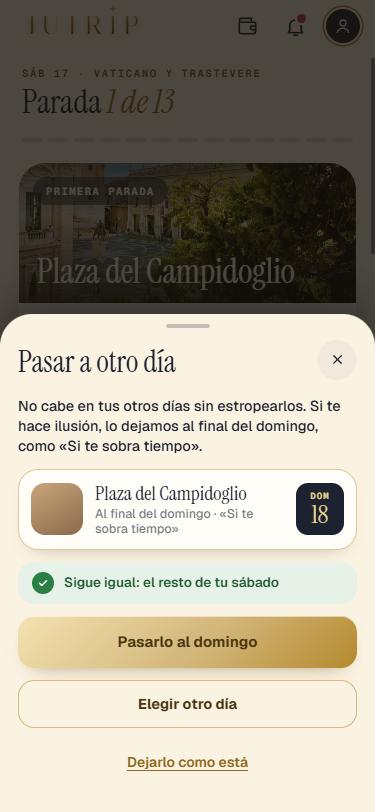 JUTRIP
SÁB 17 · VATICANO Y TRASTEVERE
Parada 1 de 13
PRIMERA PARADA
Plaza del Campidoglio
Pasar a otro día
No cabe en tus otros días sin estropearlos. Si te
hace ilusión, lo dejamos al final del domingo,
como «Si te sobra tiempo».
Plaza del Campidoglio
Al final del domingo · «Si te
sobra tiempo»
DOM
18
Sigue igual: el resto de tu sábado
Pasarlo al domingo
Elegir otro día
Dejarlo como está